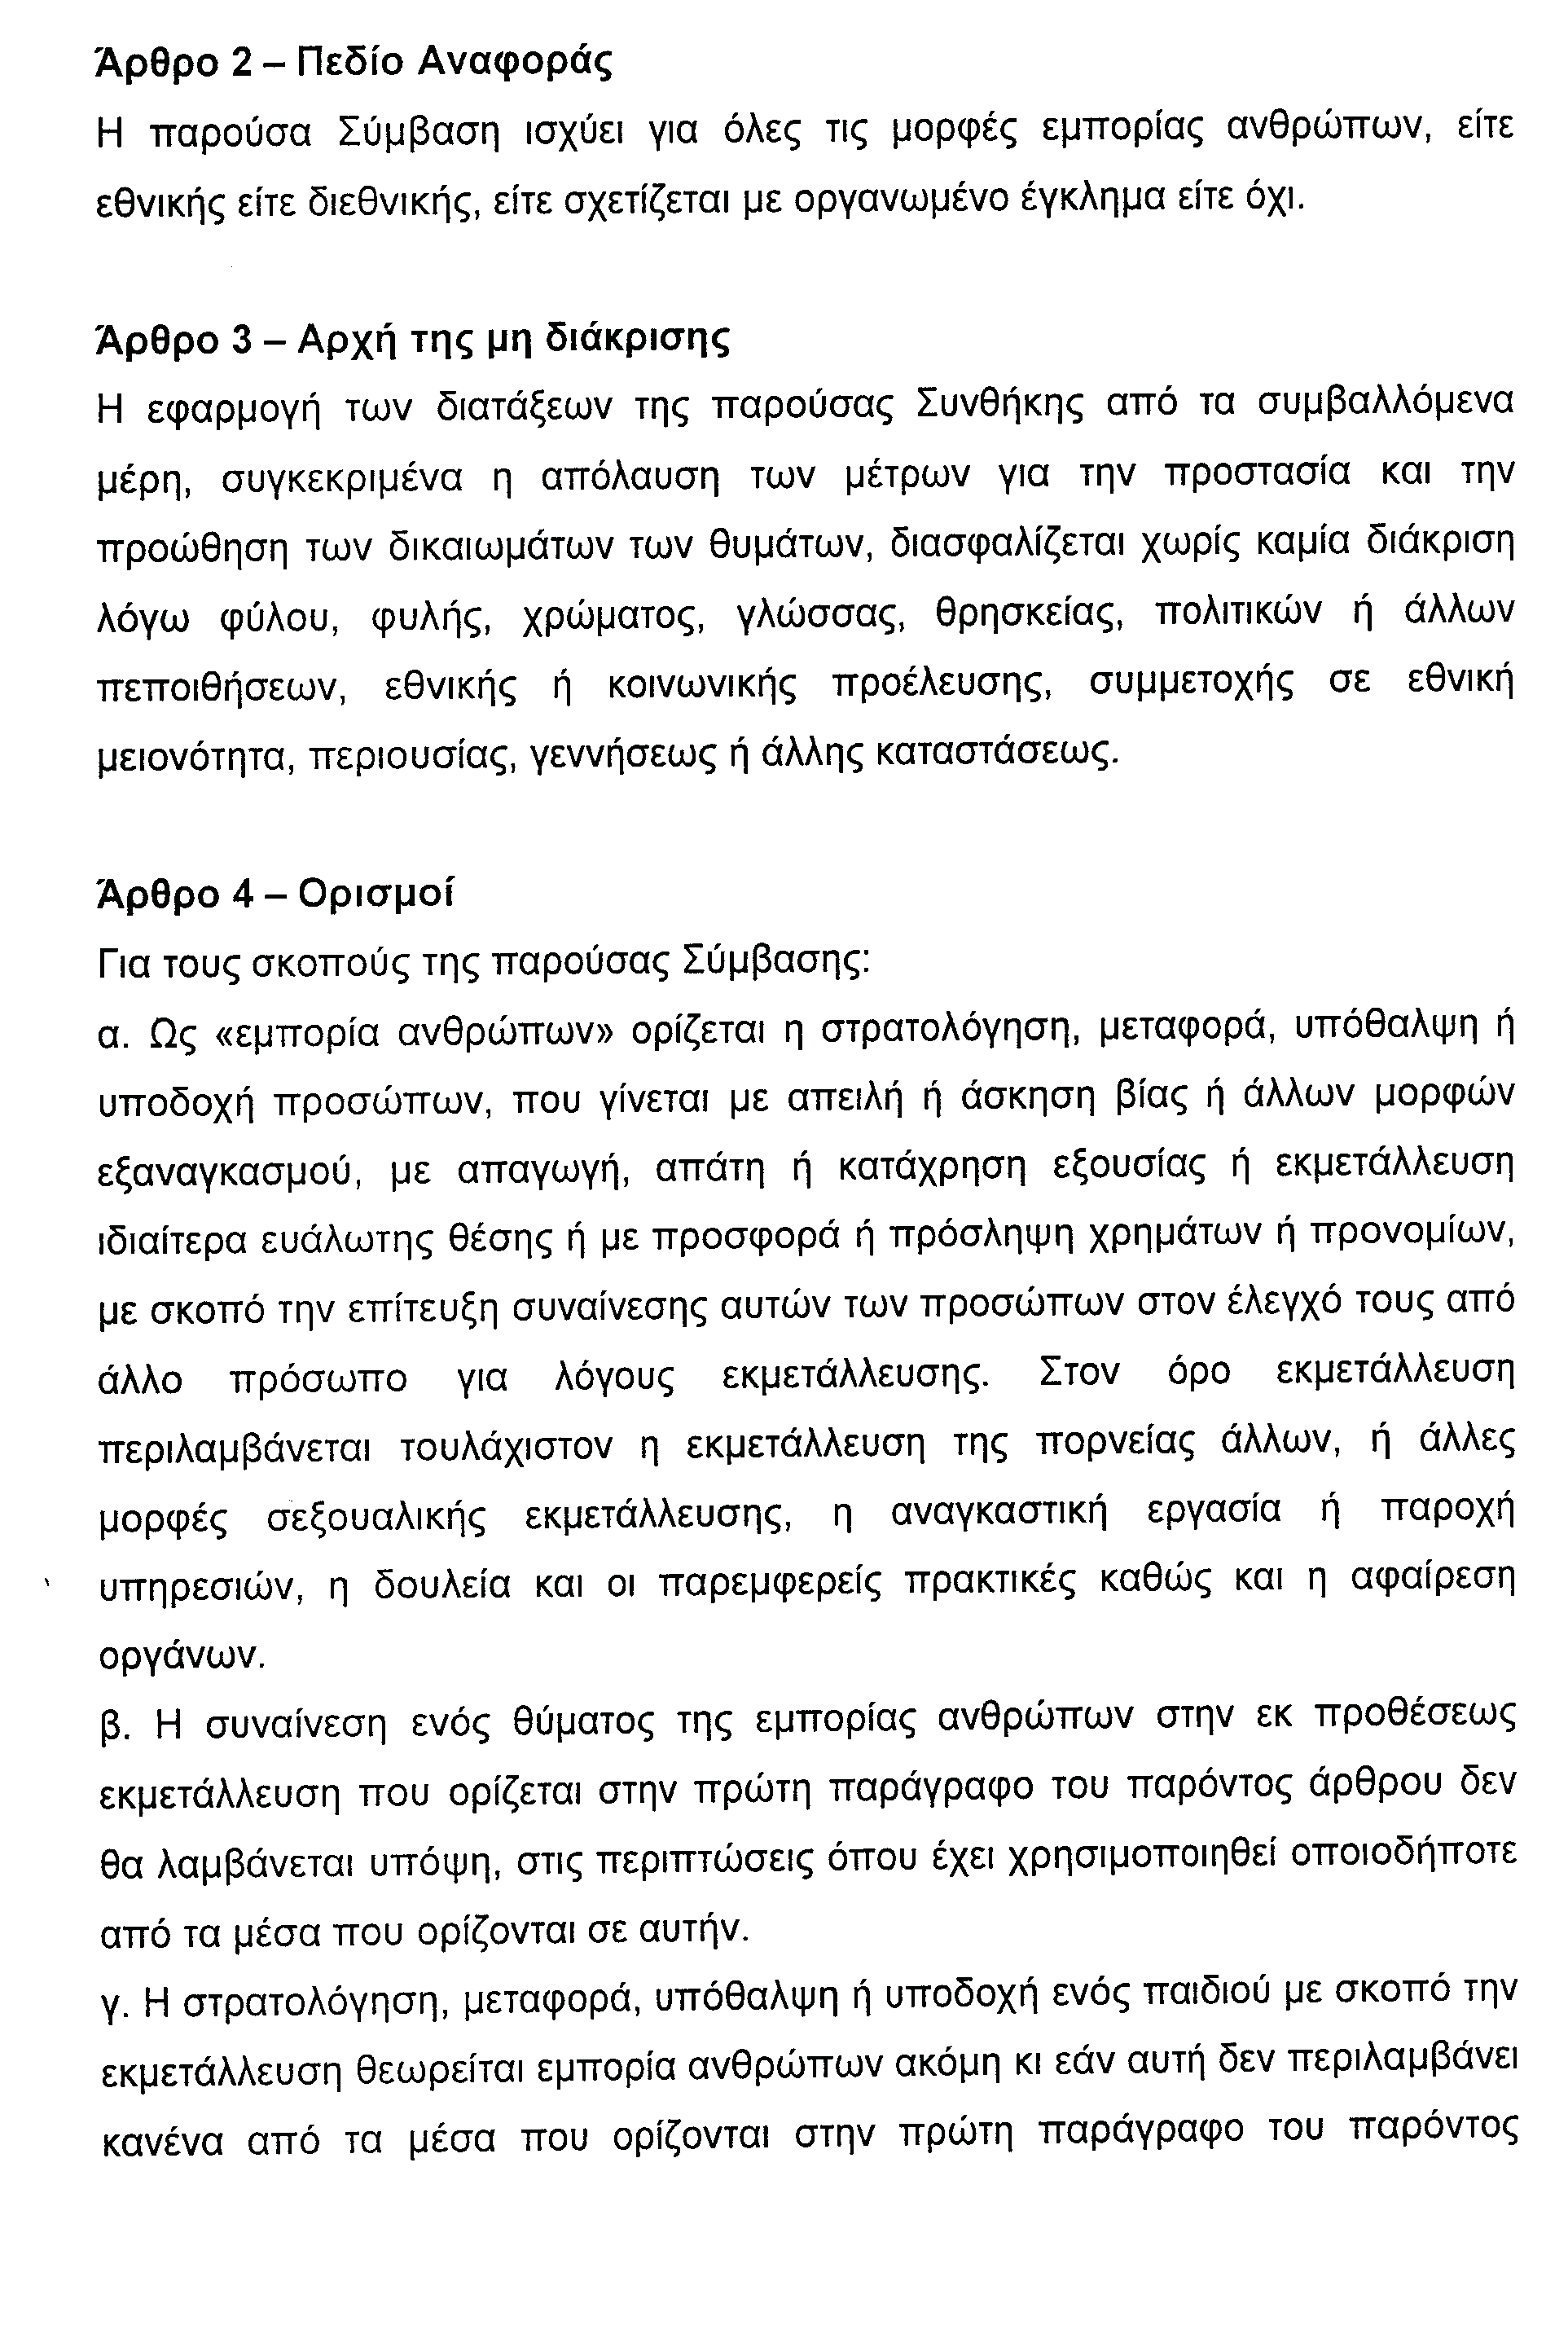 Άρθρο 2 – Πεδίο Αναφοράς
Η παρούσα Σύμβαση ισχύει για όλες τις μορφές εμπορίας ανθρώπων, είτε
εθνικής είτε διεθνικής, είτε σχετίζεται με οργανωμένο έγκλημα είτε όχι.
Άρθρο 3 – Αρχή της μη διάκρισης
Η εφαρμογή των διατάξεων της παρούσας Συνθήκης από τα συμβαλλόμενα
μέρη, συγκεκριμένα η απόλαυση των μέτρων για την προστασία και την
προώθηση των δικαιωμάτων των θυμάτων, διασφαλίζεται χωρίς καμία διάκριση
λόγω φύλου, φυλής, χρώματος, γλώσσας, θρησκείας, πολιτικών ή άλλων
πεποιθήσεων, εθνικής ή κοινωνικής προέλευσης, συμμετοχής σε εθνική
μειονότητα, περιουσίας, γεννήσεως ή άλλης καταστάσεως.
Άρθρο 4 – Ορισμοί
Για τους σκοπούς της παρούσας Σύμβασης:
α. Ως «εμπορία ανθρώπων» ορίζεται η στρατολόγηση, μεταφορά, υπόθαλψη ή
υποδοχή προσώπων, που γίνεται με απειλή ή άσκηση βίας ή άλλων μορφών
εξαναγκασμού, με απαγωγή, απάτη ή κατάχρηση εξουσίας ή εκμετάλλευση
ιδιαίτερα ευάλωτης θέσης ή με προσφορά ή πρόσληψη χρημάτων ή προνομίων,
με σκοπό την επίτευξη συναίνεσης αυτών των προσώπων στον έλεγχό τους από
άλλο πρόσωπο για λόγους εκμετάλλευσης. Στον όρο εκμετάλλευση
περιλαμβάνεται τουλάχιστον η εκμετάλλευση της πορνείας άλλων, ή άλλες
μορφές σεξουαλικής εκμετάλλευσης, η αναγκαστική εργασία ή παροχή
υπηρεσιών, η δουλεία και οι παρεμφερείς πρακτικές καθώς και η αφαίρεση
οργάνων.
β. Η συναίνεση ενός θύματος της εμπορίας ανθρώπων στην εκ προθέσεως
εκμετάλλευση που ορίζεται στην πρώτη παράγραφο του παρόντος άρθρου δεν
θα λαμβάνεται υπόψη, στις περιπτώσεις όπου έχει χρησιμοποιηθεί οποιοδήποτε
από τα μέσα που ορίζονται σε αυτήν.
γ. Η στρατολόγηση, μεταφορά, υπόθαλψη ή υποδοχή ενός παιδιού με σκοπό την
εκμετάλλευση θεωρείται εμπορία ανθρώπων ακόμη κι εάν αυτή δεν περιλαμβάνει
κανένα από τα μέσα που ορίζονται στην πρώτη παράγραφο του παρόντος